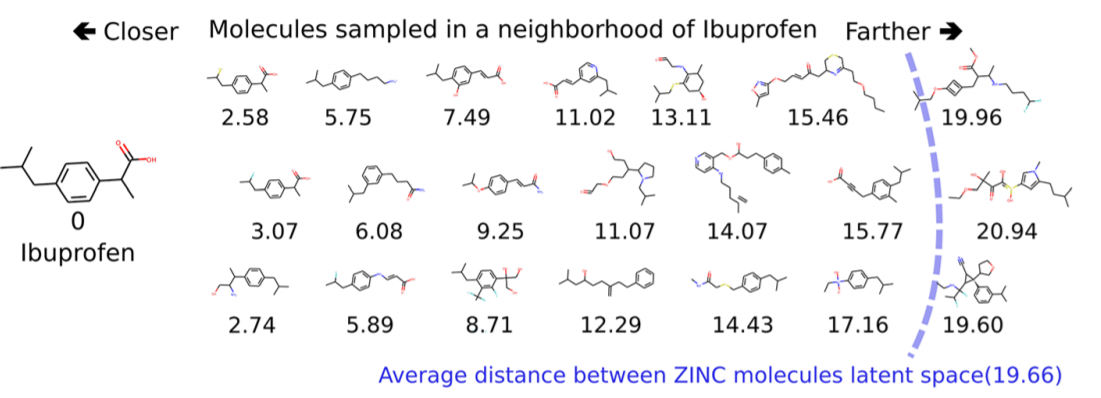 🡸 Closer Molecules sampled in a neighborhood of Ibuprofen Farther 🡺
2.58 5.75 7.49 11.02 13.11 15.46 19.96
0
Ibuprofen
3.07 6.08 9.25 11.07 14.07 15.77 20.94
2.74 5.89 8.71 12.29 14.43 17.16 19.60
Average distance between ZINC molecules latent space(19.66)